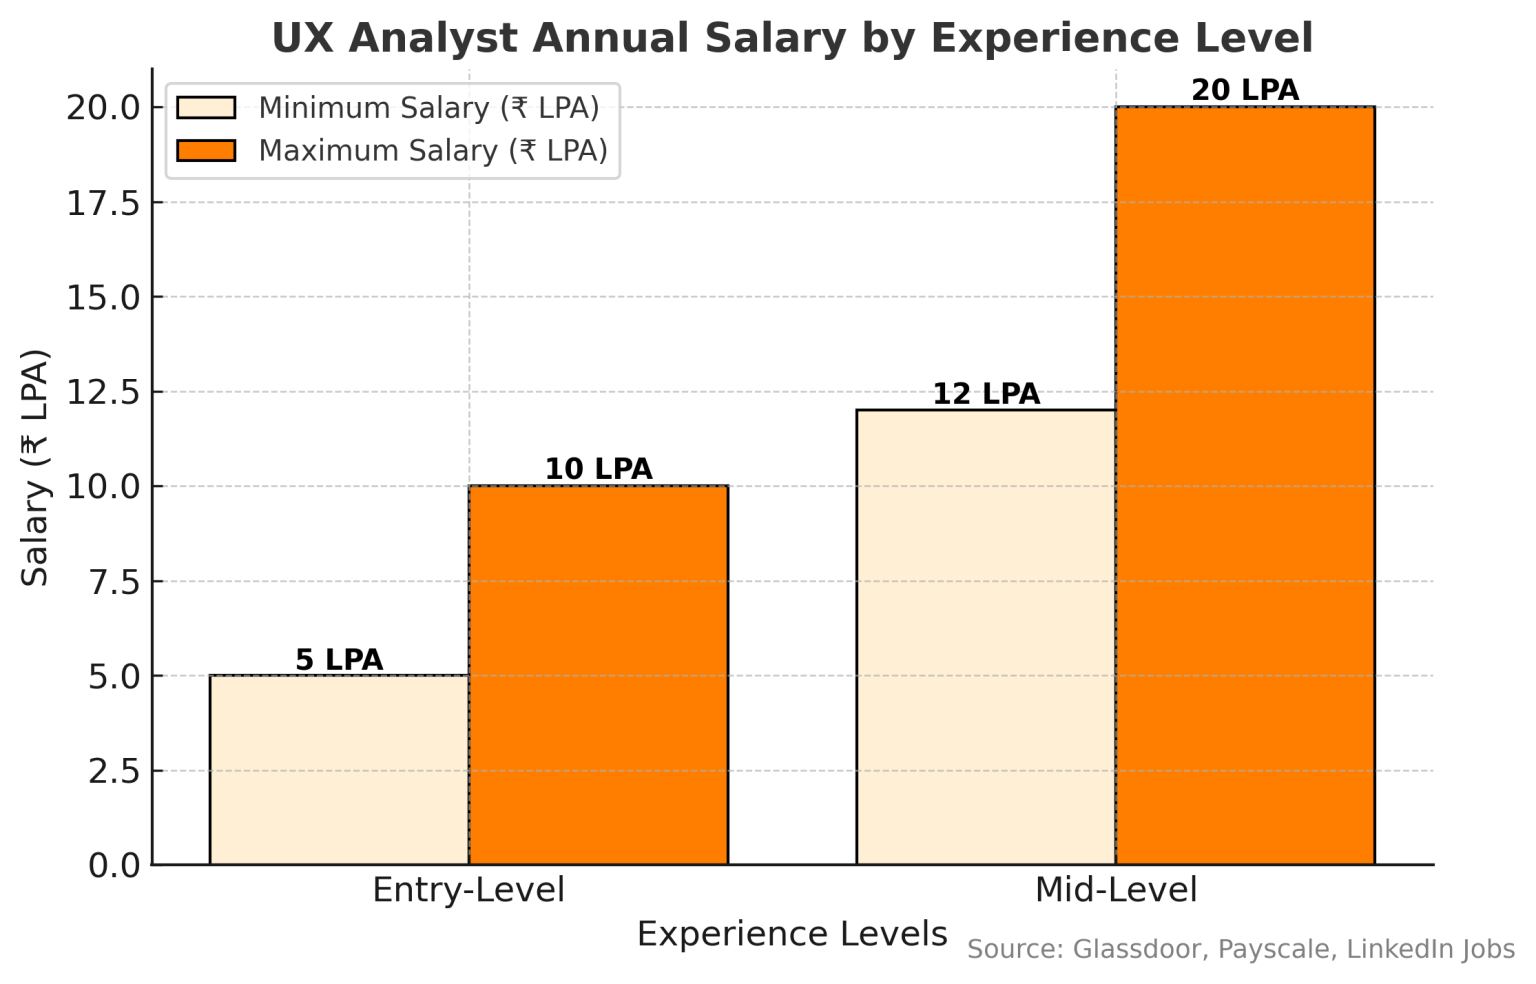 UX Analyst Annual Salary by Experience Level
Minimum Salary (₹ LPA)
Maximum Salary (₹ LPA)
Salary (₹ LPA)
20.0
17.5
15.0
12.5
10.0
7.5
5.0
2.5
0.0
5 LPA
10 LPA
12 LPA
20 LPA
Entry-Level
Mid-Level
Experience Levels
Source: Glassdoor, Payscale, LinkedIn Jobs